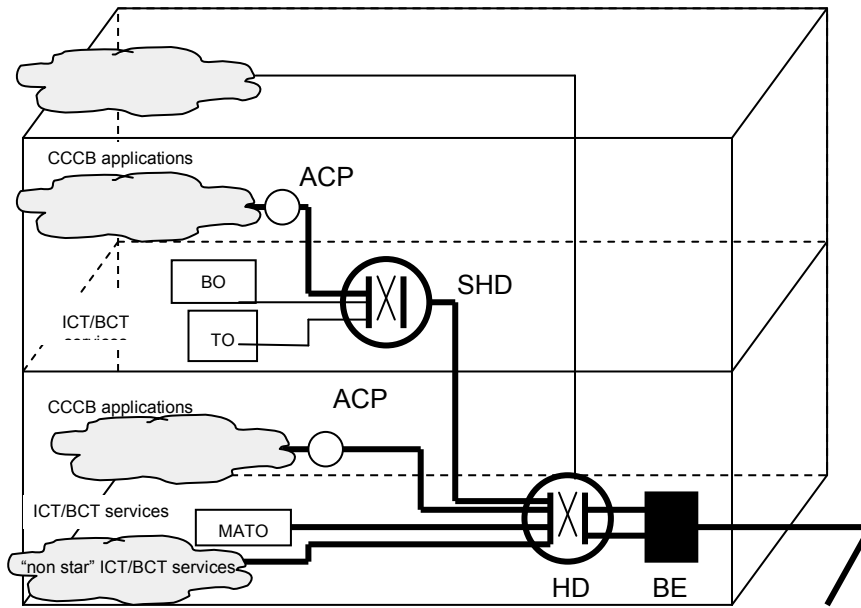 CCCB applications
ACP
SHD
BO
ICT/BCT
TO
CCCB applications
ACP
ICT/BCT services
MATO
"non star" ICT/BCT services
HD
BE